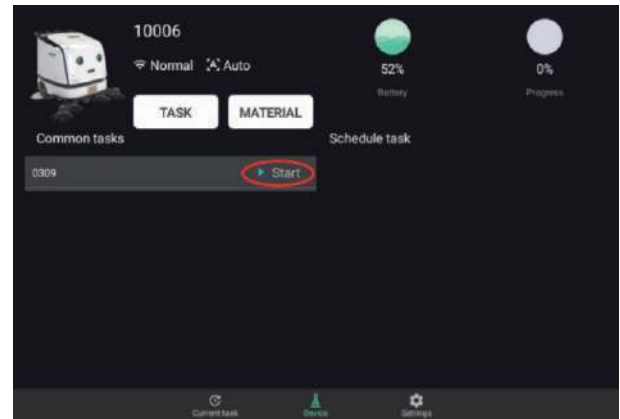 10006
Normal [A] Auto
52%
Battery
0%
Progress
TASK
MATERIAL
Common tasks
Schedule task
0309
Start
Current task
Device
Settings